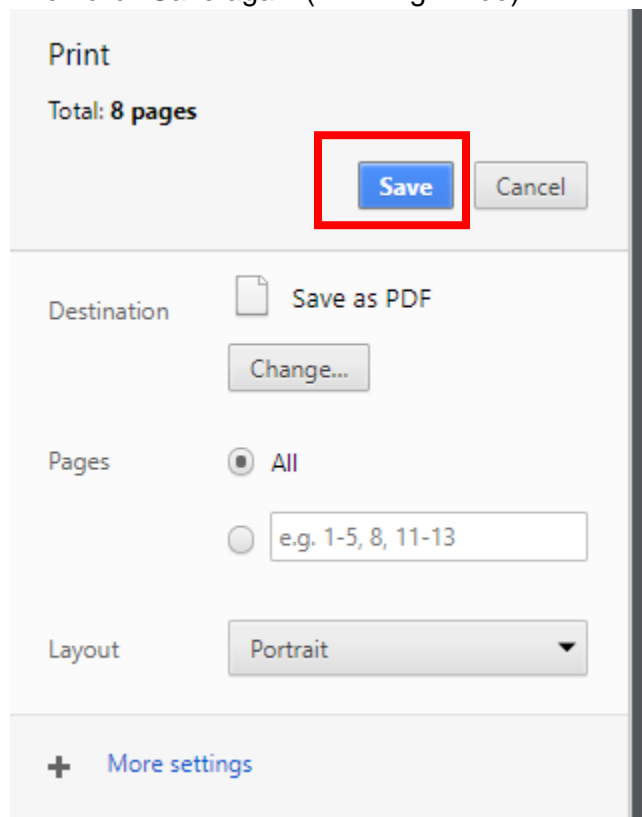 Print
Total: 8 pages
Save Cancel
Destination Save as PDF
Change...
Pages All
e.g. 1-5, 8, 11-13
Layout Portrait
More settings